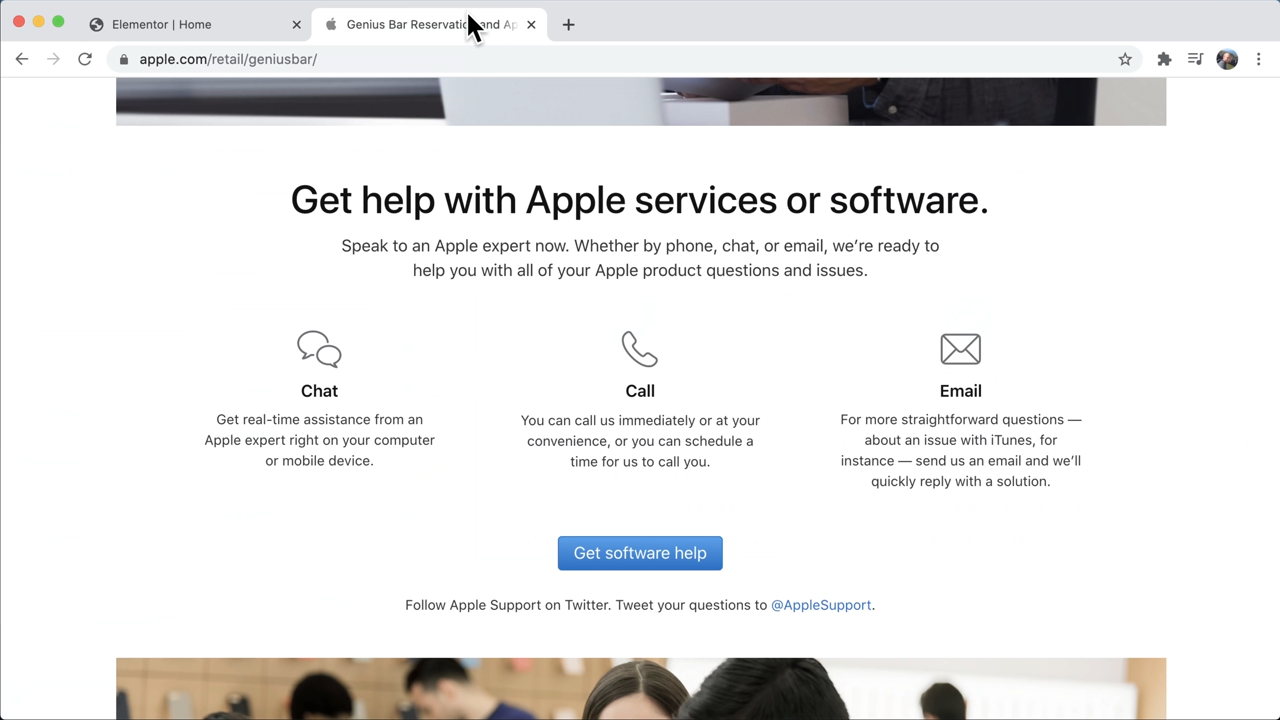 Elementor | Home
Genius Bar Reservatio and Ap
apple.com/retail/geniusbar/
Get help with Apple services or software.
Speak to an Apple expert now. Whether by phone, chat, or email, we’re ready to
help you with all of your Apple product questions and issues.
Chat
Get real-time assistance from an
Apple expert right on your computer
or mobile device.
Call
You can call us immediately or at your
convenience, or you can schedule a
time for us to call you.
Email
For more straightforward questions —
about an issue with iTunes, for
instance — send us an email and we’ll
quickly reply with a solution.
Get software help
Follow Apple Support on Twitter. Tweet your questions to @AppleSupport.